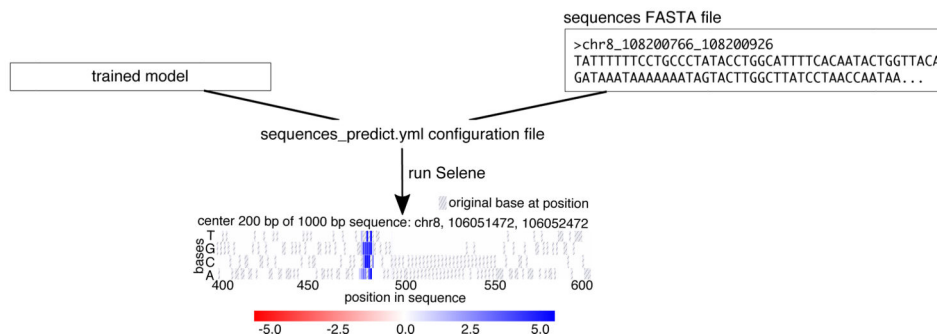 sequences FASTA file
>chr8_108200766_108200926
TATTTTTTCCTGCCCTATACCTGGCATTTTCACAATACTGGTTACA
GATAAATAAAAAAATAGTACTTGGCTTATCCTAACCAATAA...
trained model
sequences_predict.yml configuration file
run Selene
original base at position
center 200 bp of 1000 bp sequence: chr8, 106051472, 106052472
bases
T
G
C
A
400 450 500 550 600
position in sequence
-5.0 -2.5 0.0 2.5 5.0